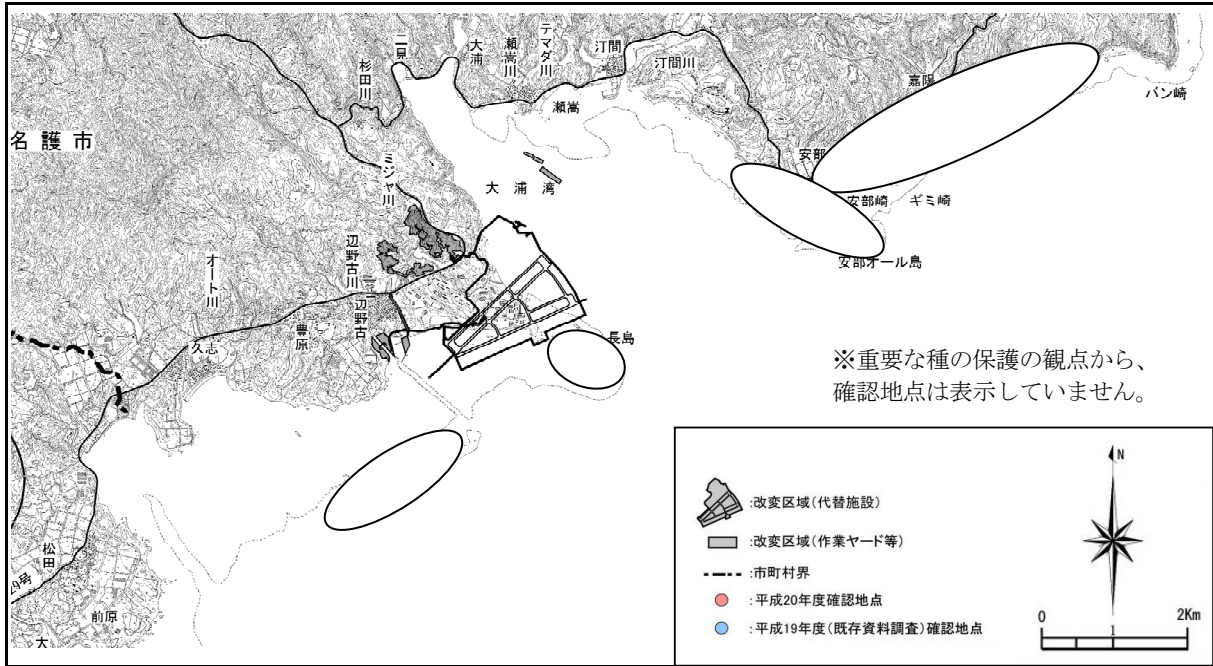 名護市
杉田川
二見
大浦
瀬嵩川
テマダ川
汀間
汀間川
瀬嵩
嘉陽
バン崎
安部
安部崎
ギミ崎
安部オール島
大浦湾
ミジャ川
辺野古川
辺野古
オート川
久志
豊原
長島
松田
前原
大
29号
※重要な種の保護の観点から、
確認地点は表示していません。
:改変区域(代替施設)
:改変区域(作業ヤード等)
:市町村界
:平成20年度確認地点
:平成19年度(既存資料調査)確認地点
N
0 1 2Km